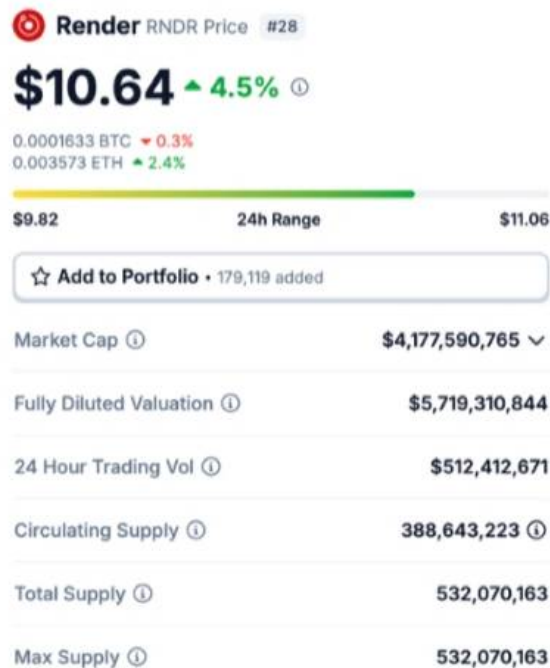 Render RNDR Price #28
$10.64 ▲ 4.5%
0.0001633 BTC ▼ 0.3%
0.003573 ETH ▲ 2.4%
$9.82 24h Range $11.06
Add to Portfolio • 179,119 added
Market Cap $4,177,590,765
Fully Diluted Valuation $5,719,310,844
24 Hour Trading Vol $512,412,671
Circulating Supply 388,643,223
Total Supply 532,070,163
Max Supply 532,070,163